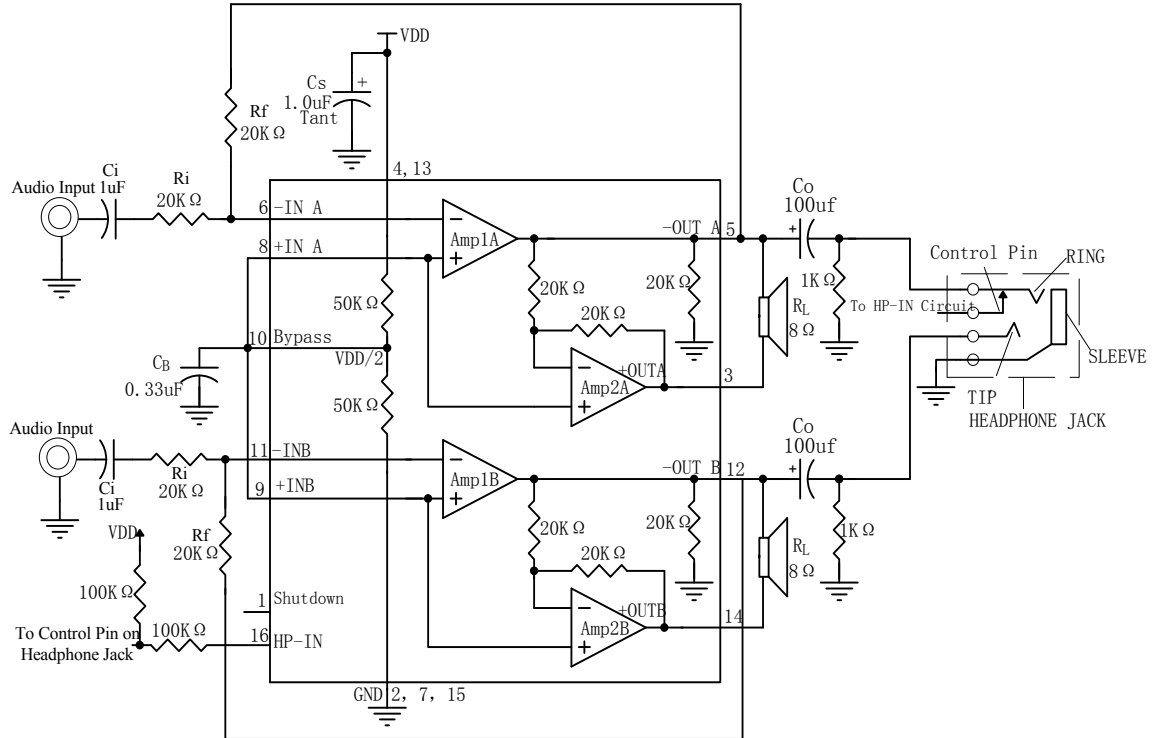 VDD
Cs
1.0uF
Tant
+
Rf
20KΩ
4,13
Audio Input
Ci
1uF
Ri
20KΩ
6
-IN A
8
+IN A
Amp1A
-OUT A
5
Co
100uf
+
20KΩ
20KΩ
20KΩ
50KΩ
RL
8Ω
1KΩ
To HP-IN Circuit
Control Pin
RING
SLEEVE
TIP
HEADPHONE JACK
10
Bypass
VDD/2
CB
0.33uF
50KΩ
Amp2A
+OUTA
3
Audio Input
Ci
1uF
Ri
20KΩ
11
-INB
9
+INB
Amp1B
-OUT B
12
Co
100uf
+
VDD
Rf
20KΩ
20KΩ
20KΩ
20KΩ
RL
8Ω
1KΩ
100KΩ
1
Shutdown
Amp2B
+OUTB
14
To Control Pin on
Headphone Jack
100KΩ
16
HP-IN
GND 2, 7, 15